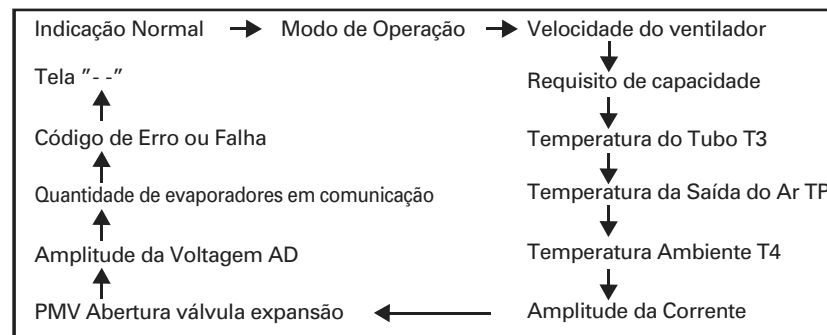 Indicação Normal
Modo de Operação
Velocidade do ventilador
Tela "- -"
Requisito de capacidade
Código de Erro ou Falha
Temperatura do Tubo T3
Quantidade de evaporadores em comunicação
Temperatura da Saída do Ar TP
Amplitude da Voltagem AD
Temperatura Ambiente T4
PMV Abertura válvula expansão
Amplitude da Corrente